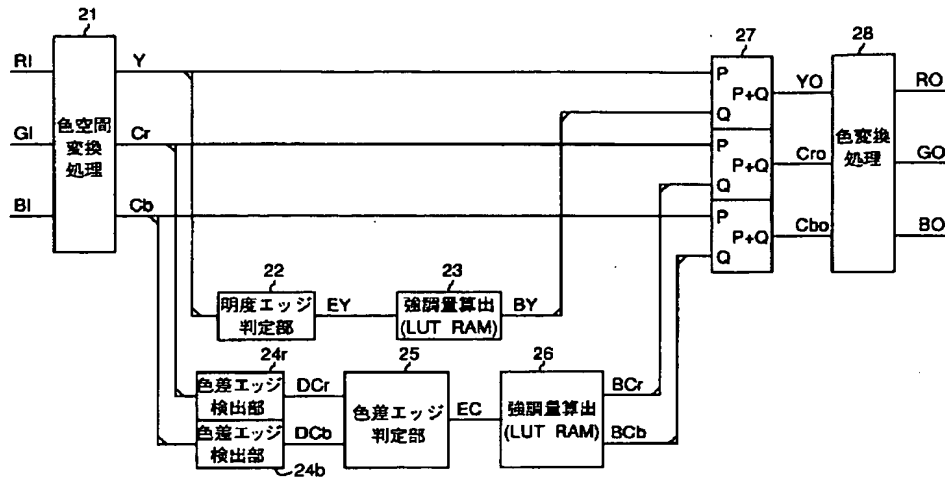 21
RI
GI
BI
色空間
変換
処理
Y
Cr
Cb
27
P
P+Q
Q
P
P+Q
Q
P
P+Q
Q
YO
Cro
Cbo
28
色変換
処理
RO
GO
BO
22
明度エッジ
判定部
EY
23
強調量算出
(LUT RAM)
BY
24r
色差エッジ
検出部
色差エッジ
検出部
24b
DCr
DCb
25
色差エッジ
判定部
EC
26
強調量算出
(LUT RAM)
BCr
BCb